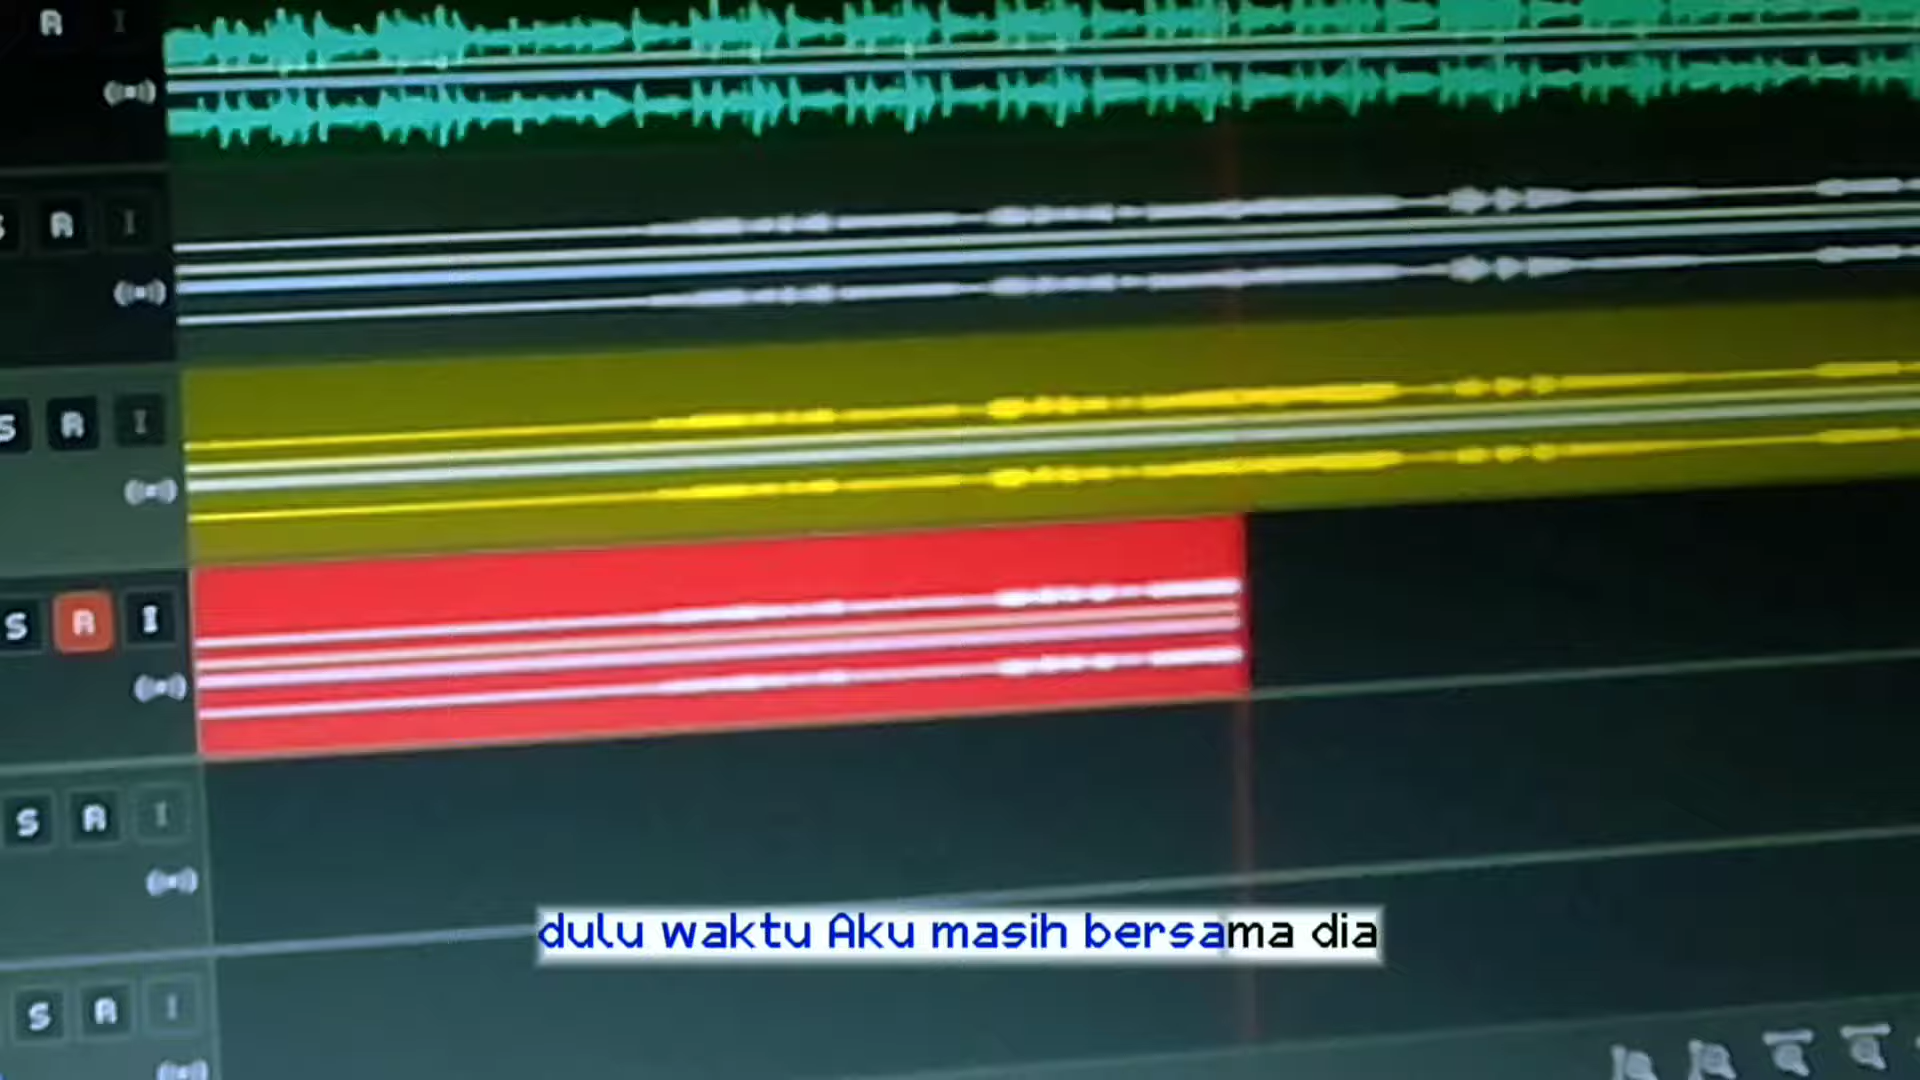 R I
S R I
S R I
S R I
S R I
dulu waktu Aku masih bersama dia
S R I